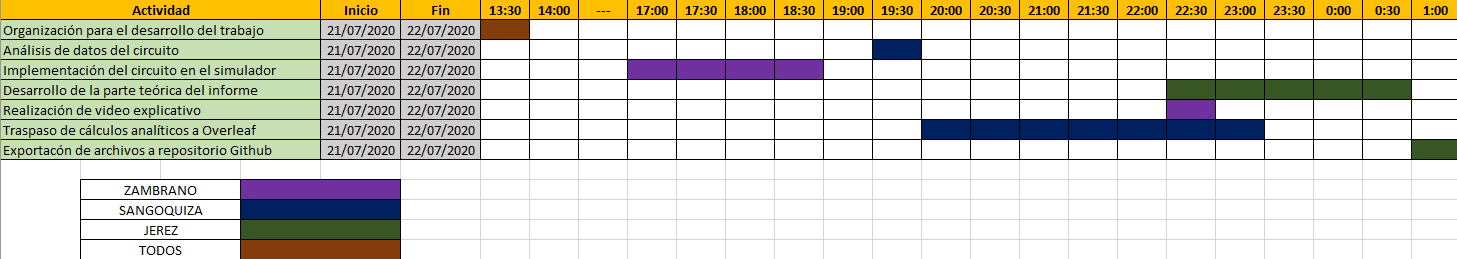 Actividad Inicio Fin 13:30 14:00 --- 17:00 17:30 18:00 18:30 19:00 19:30 20:00 20:30 21:00 21:30 22:00 22:30 23:00 23:30 0:00 0:30 1:00
Organización para el desarrollo del trabajo 21/07/2020 22/07/2020
Análisis de datos del circuito 21/07/2020 22/07/2020
Implementación del circuito en el simulador 21/07/2020 22/07/2020
Desarrollo de la parte teórica del informe 21/07/2020 22/07/2020
Realización de video explicativo 21/07/2020 22/07/2020
Traspaso de cálculos analíticos a Overleaf 21/07/2020 22/07/2020
Exportacón de archivos a repositorio Github 21/07/2020 22/07/2020
ZAMBRANO
SANGOQUIZA
JEREZ
TODOS